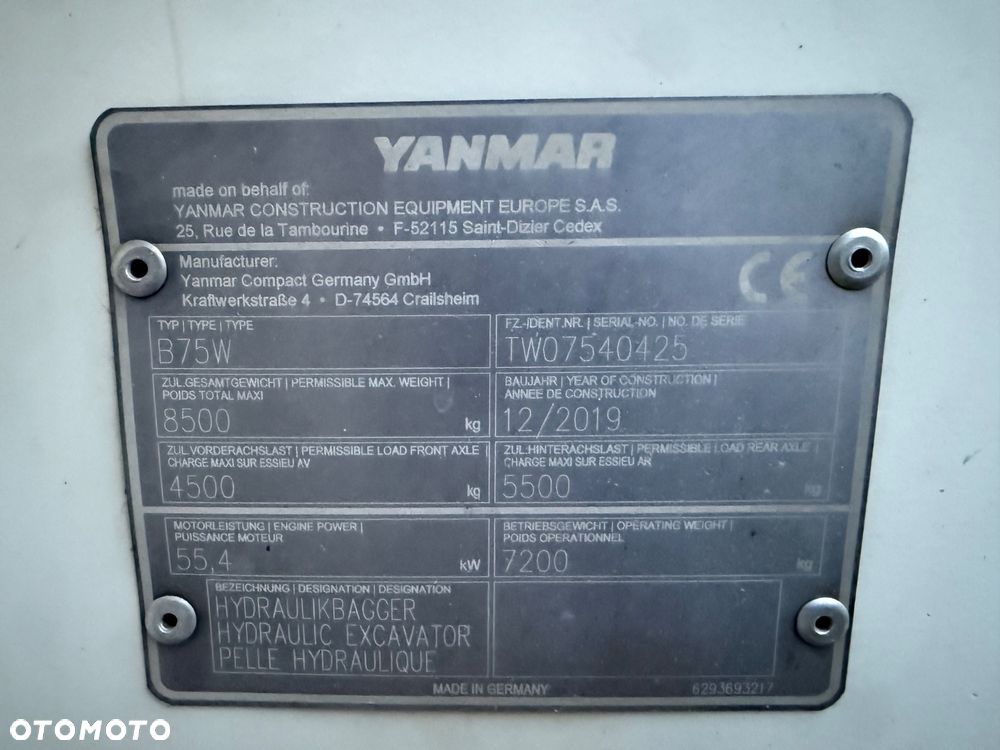 YANMAR
made on behalf of:
YANMAR CONSTRUCTION EQUIPMENT EUROPE S.A.S.
25, Rue de la Tambourine • F-52115 Saint-Dizier Cedex
Manufacturer:
Yanmar Compact Germany GmbH
Kraftwerkstraße 4 • D-74564 Crailsheim
CE
TYP | TYPE | TYPE
B75W
FZ.-IDENT.NR. | SERIAL-NO. | NO. DE SERIE
TW07540425
ZUL.GESAMTGEWICHT | PERMISSIBLE MAX. WEIGHT |
POIDS TOTAL MAXI
8500 kg
BAUJAHR | YEAR OF CONSTRUCTION |
ANNEE DE CONSTRUCTION
12/2019
ZUL.VORDERACHSLAST | PERMISSIBLE LOAD FRONT AXLE |
CHARGE MAXI SUR ESSIEU AV
4500 kg
ZUL.HINTERACHSLAST | PERMISSIBLE LOAD REAR AXLE |
CHARGE MAXI SUR ESSIEU AR
5500 kg
MOTORLEISTUNG | ENGINE POWER |
PUISSANCE MOTEUR
55,4 kW
BETRIEBSGEWICHT | OPERATING WEIGHT |
POIDS OPERATIONNEL
7200 kg
BEZEICHNUNG | DESIGNATION | DESIGNATION
HYDRAULIKBAGGER
HYDRAULIC EXCAVATOR
PELLE HYDRAULIQUE
MADE IN GERMANY
6293693217
OTOMOTO